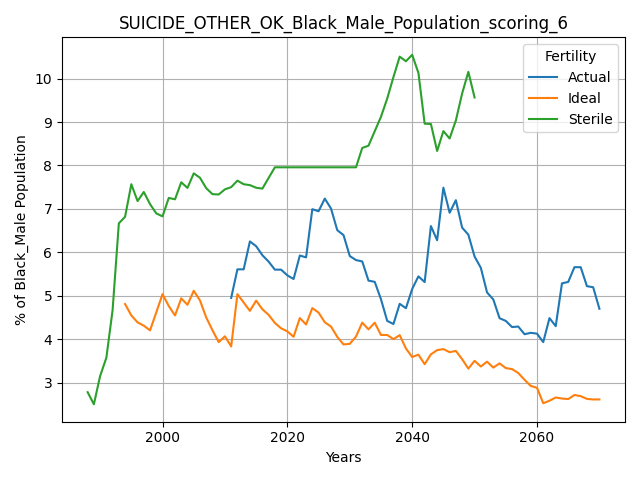 SUICIDE_OTHER_OK_Black_Male_Population_scoring_6
% of Black_Male Population
10
9
8
7
6
5
4
3
Fertility
Actual
Ideal
Sterile
2000
2020
2040
2060
Years